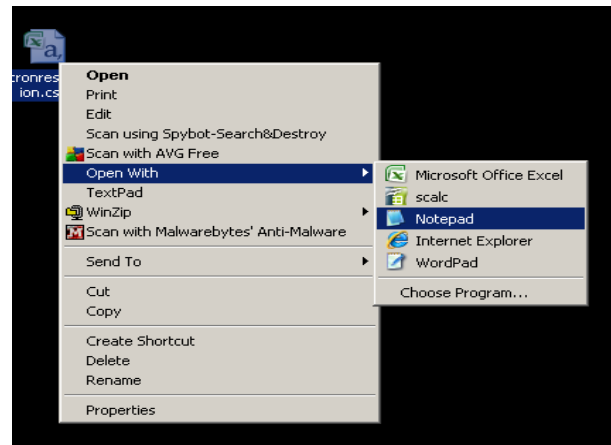 a,
cronres
ion.cs
Open
Print
Edit
Scan using Spybot-Search&Destroy
Scan with AVG Free
Open With
TextPad
WinZip
Scan with Malwarebytes' Anti-Malware
Send To
Cut
Copy
Create Shortcut
Delete
Rename
Properties
Microsoft Office Excel
scalc
Notepad
Internet Explorer
WordPad
Choose Program...